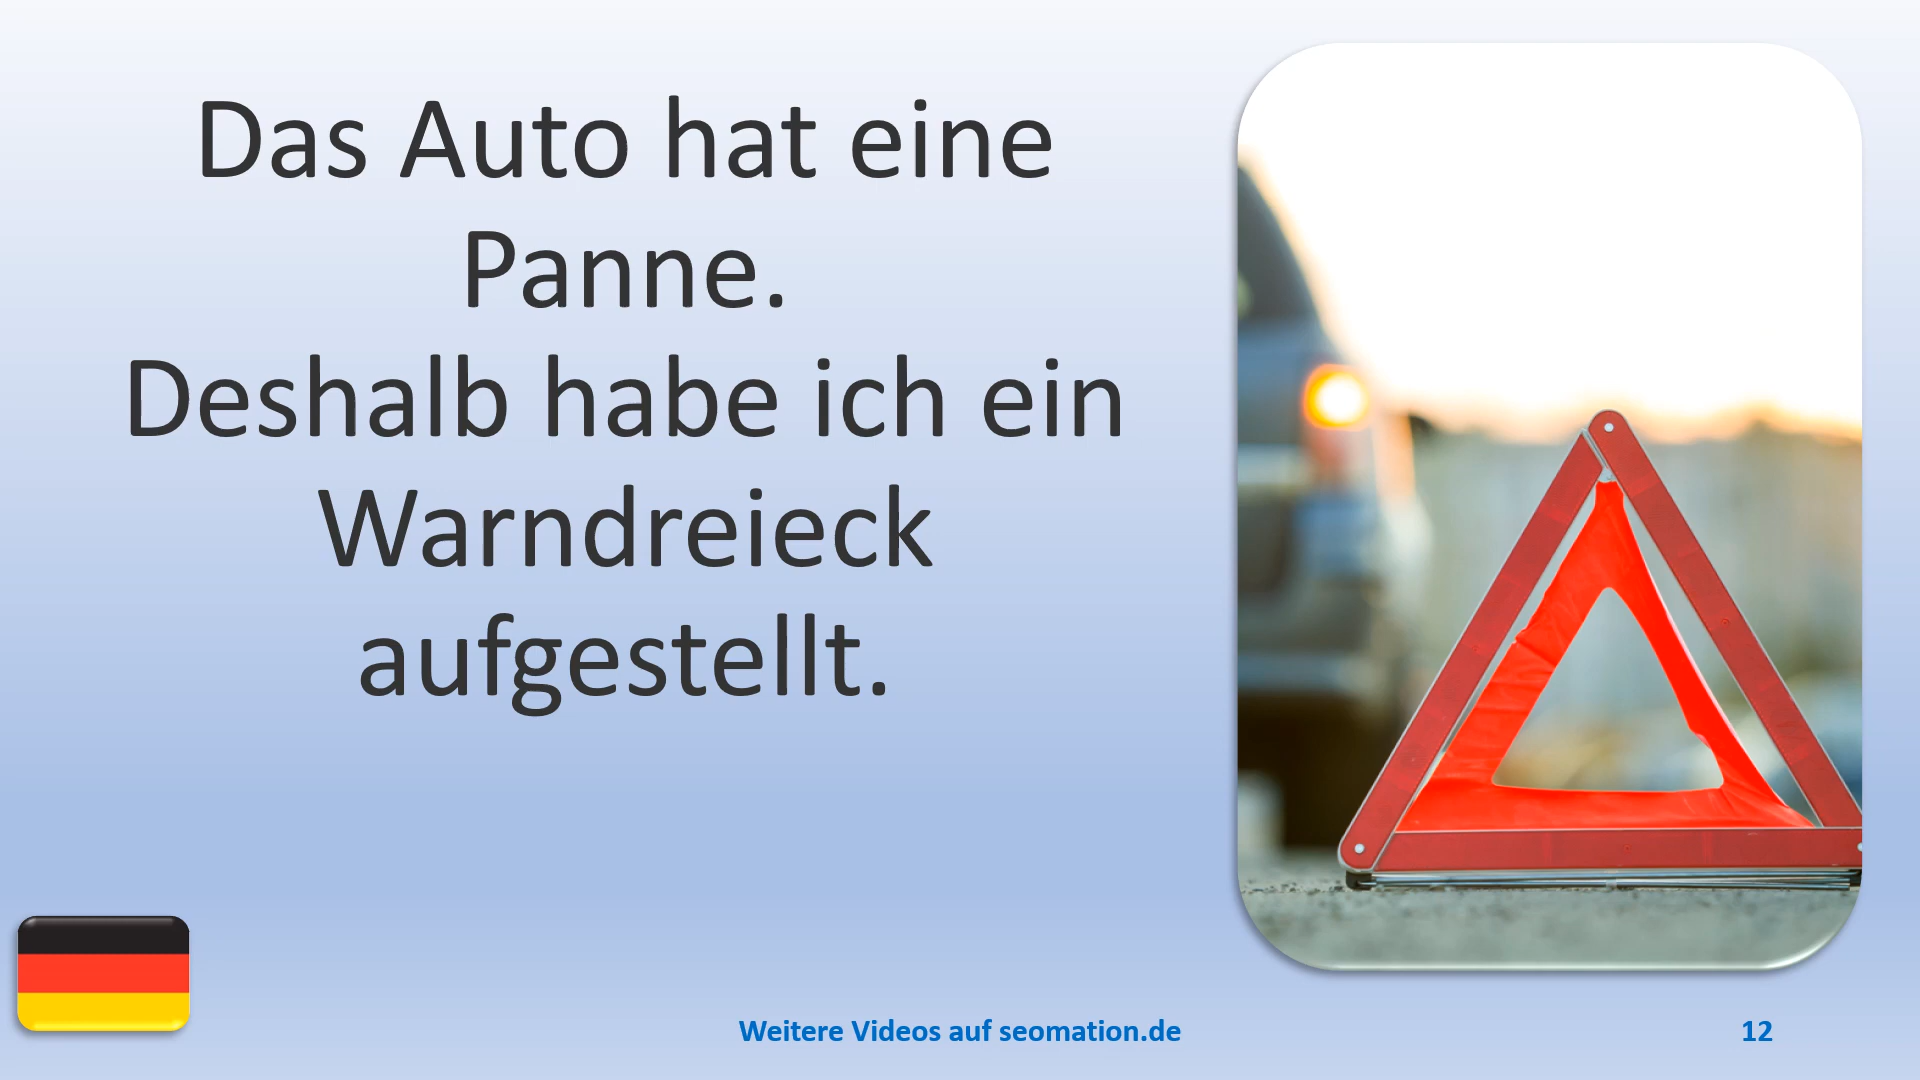 Das Auto hat eine
Panne.
Deshalb habe ich ein
Warndreieck
aufgestellt.
Weitere Videos auf seomation.de
12